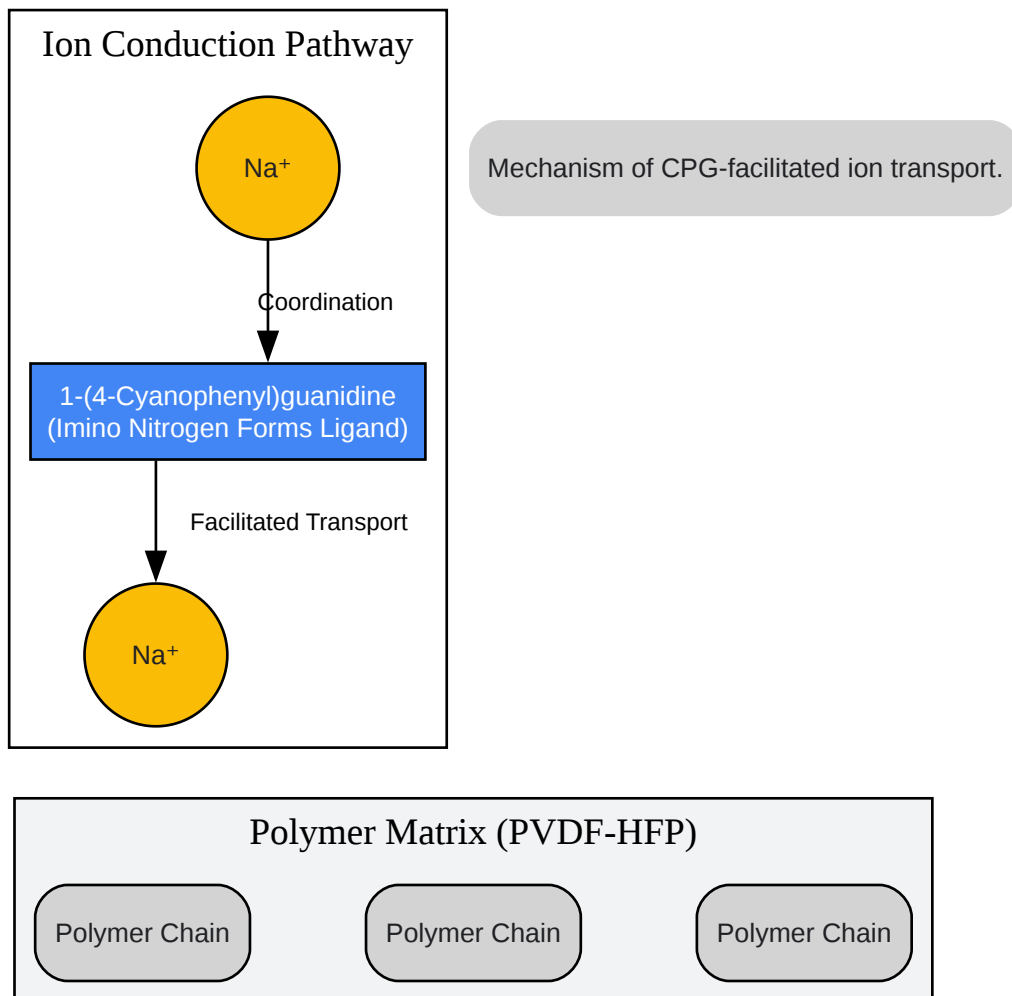 Ion Conduction Pathway
Na⁺
Mechanism of CPG-facilitated ion transport.
Coordination
1-(4-Cyanophenyl)guanidine
(Imino Nitrogen Forms Ligand)
Facilitated Transport
Na⁺
Polymer Matrix (PVDF-HFP)
Polymer Chain
Polymer Chain
Polymer Chain